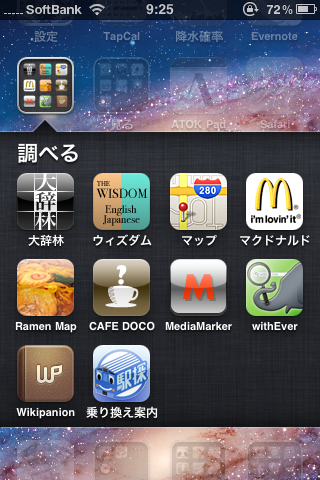 SoftBank 9:25 72%
設定 TapCal 降水確率 Evernote
ATOK Pad Safari
調べる
大辞林
THE WISDOM English Japanese
280
M i'm lovin' it
大辞林 ウィズダム マップ マクドナルド
?
M
Ramen Map CAFE DOCO MediaMarker withEver
WP
駅探
Wikipanion 乗り換え案内